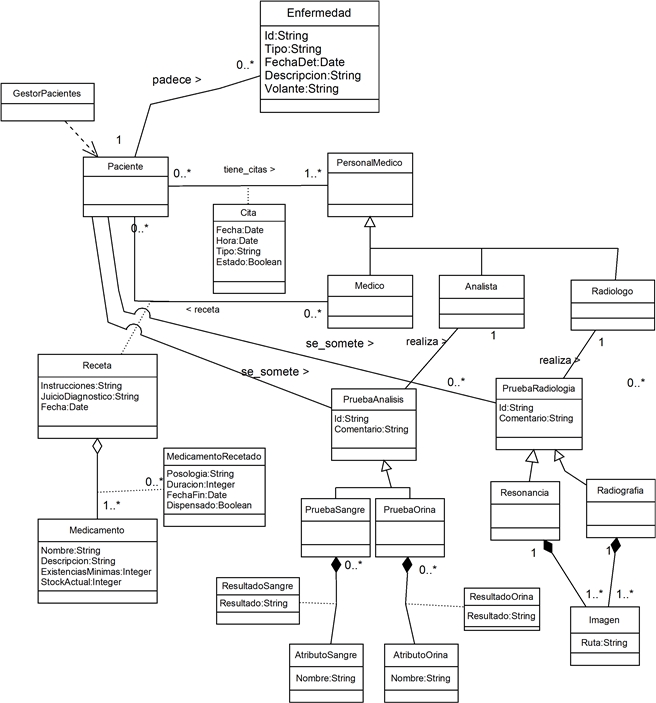 Enfermedad
Id:String
Tipo:String
FechaDet:Date
Descripcion:String
Volante:String
0..*
padece >
GestorPacientes
1
Paciente
0..*
tiene_citas >
1..*
PersonalMedico
Cita
Fecha:Date
Hora:Date
Tipo:String
Estado:Boolean
0..*
Medico
Analista
Radiologo
< receta
0..*
se_somete >
realiza >
1
1
Receta
Instrucciones:String
JuicioDiagnostico:String
Fecha:Date
se_somete >
realiza >
0..*
0..*
PruebaAnalisis
Id:String
Comentario:String
PruebaRadiologia
Id:String
Comentario:String
MedicamentoRecetado
Posologia:String
Duracion:Integer
FechaFin:Date
Dispensado:Boolean
0..*
1..*
Resonancia
Radiografia
PruebaSangre
PruebaOrina
Medicamento
Nombre:String
Descripcion:String
ExistenciasMinimas:Integer
StockActual:Integer
1
1
0..*
0..*
ResultadoSangre
Resultado:String
ResultadoOrina
Resultado:String
1..*
1..*
Imagen
Ruta:String
AtributoSangre
Nombre:String
AtributoOrina
Nombre:String